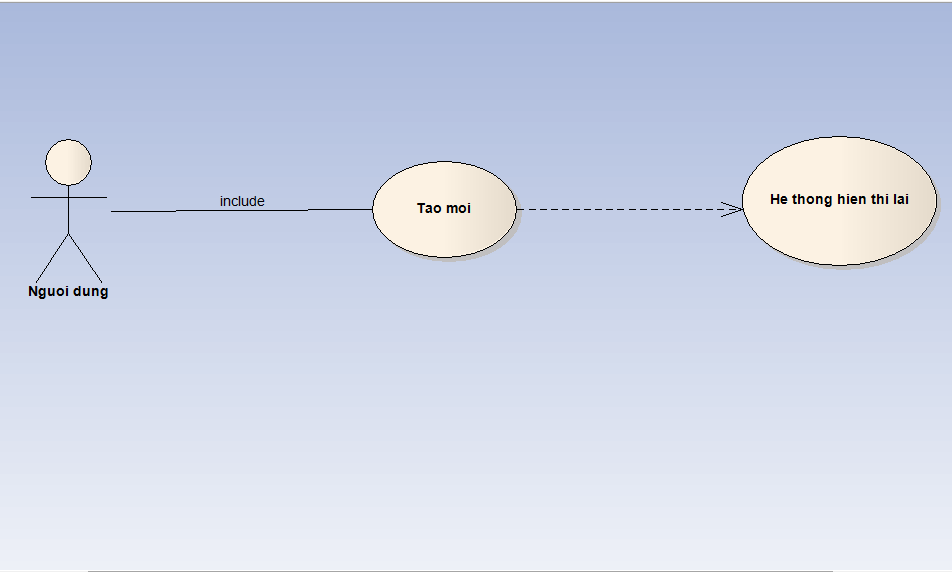 include
Tao moi
He thong hien thi lai
Nguoi dung